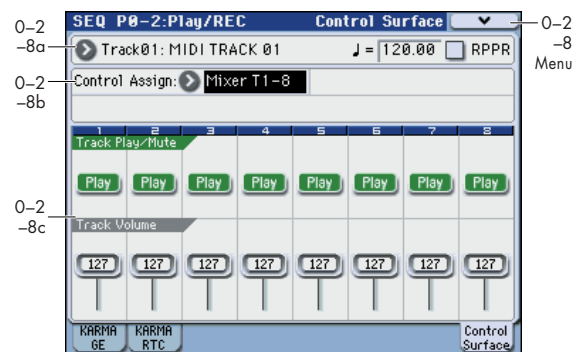 SEQ P0-2:Play/REC Control Surface
0–2
–8a
0–2
–8
Menu
Track01: MIDI TRACK 01 ♩= 120.00 RPPR
0–2
–8b
Control Assign: Mixer T1-8
1 2 3 4 5 6 7 8
Track Play/Mute
Play Play Play Play Play Play Play Play
0–2
–8c
Track Volume
127 127 127 127 127 127 127 127
KARMA GE KARMA RTC Control Surface